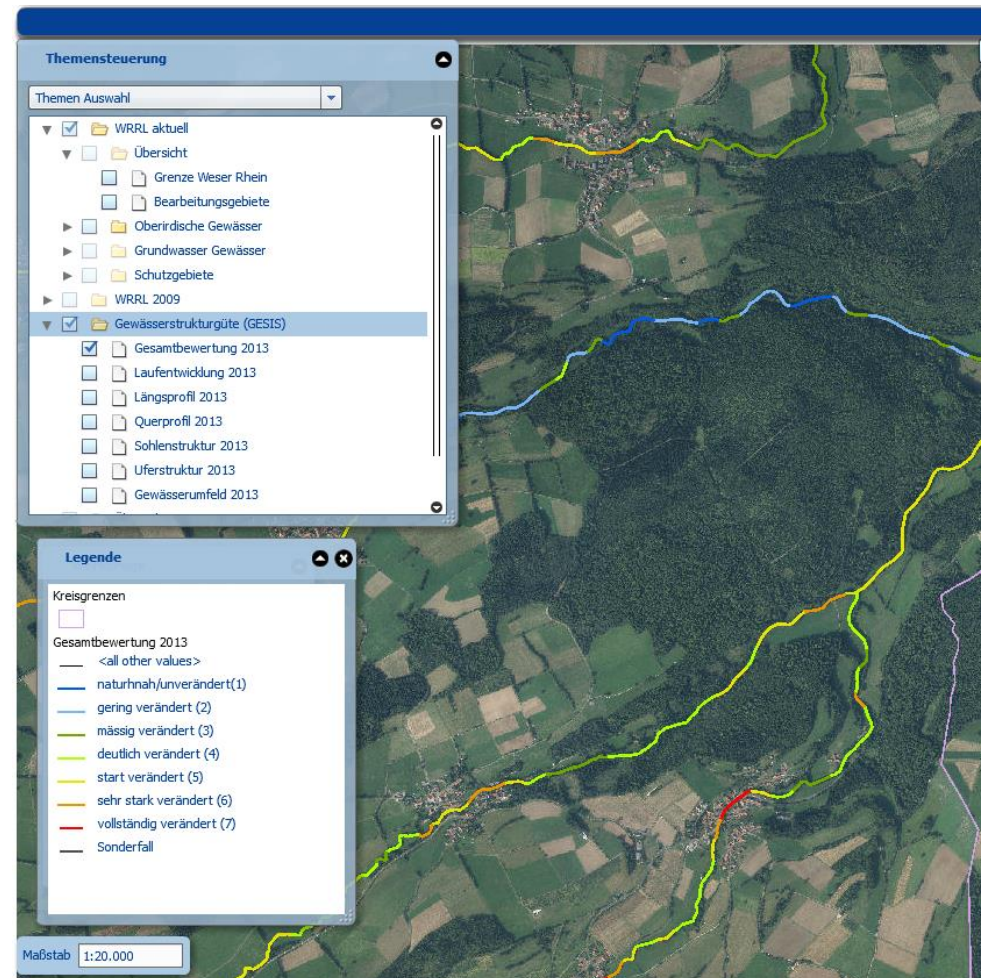 Themensteuerung
Themen Auswahl
WRRL aktuell
Übersicht
Grenze Weser Rhein
Bearbeitungsgebiete
Oberirdische Gewässer
Grundwasser Gewässer
Schutzgebiete
WRRL 2009
Gewässerstrukturgüte (GESIS)
Gesamtbewertung 2013
Laufentwicklung 2013
Längsprofil 2013
Querprofil 2013
Sohlenstruktur 2013
Uferstruktur 2013
Gewässerumfeld 2013
Legende
Kreisgrenzen
Gesamtbewertung 2013
<all other values>
naturhnah/unverändert(1)
gering verändert (2)
mässig verändert (3)
deutlich verändert (4)
start verändert (5)
sehr stark verändert (6)
vollständig verändert (7)
Sonderfall
Maßstab 1:20.000